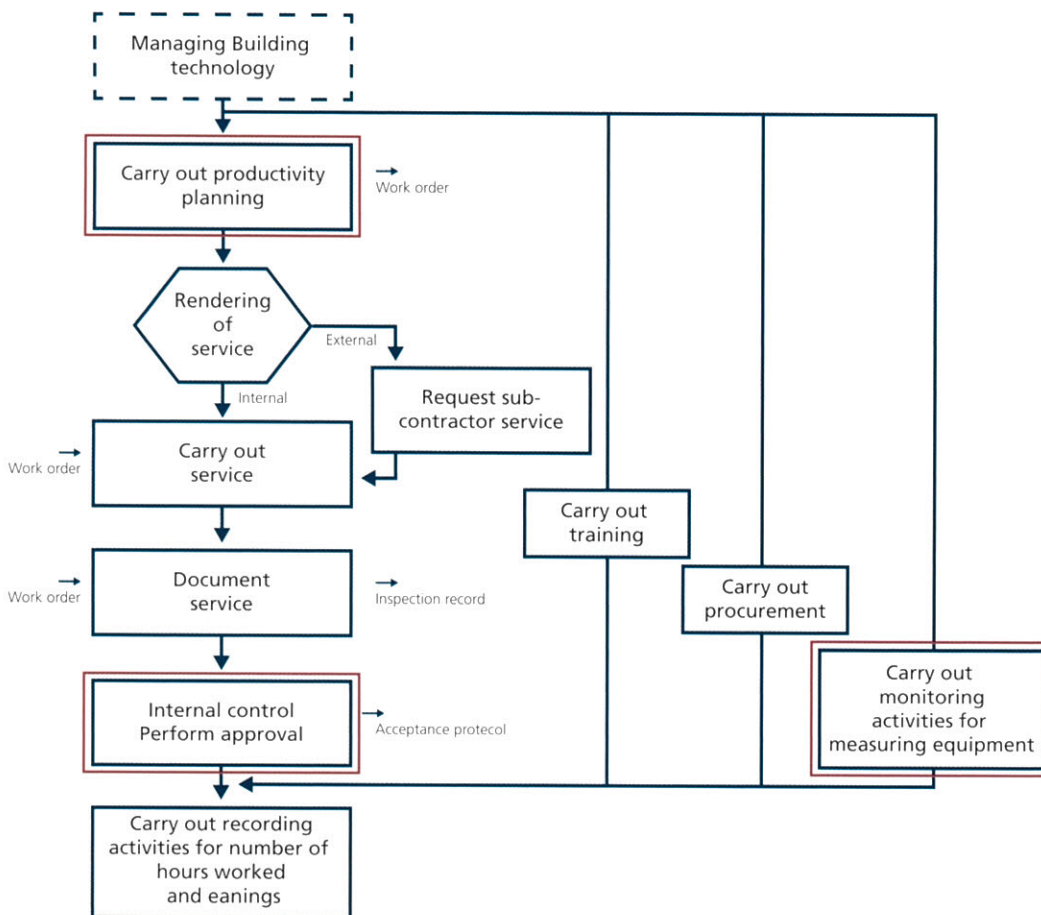 Managing Building
technology
Carry out productivity
planning
Work order
Rendering
of
service
External
Internal
Request sub-
contractor service
Work order
Carry out
service
Carry out
training
Work order
Document
service
Inspection record
Carry out
procurement
Internal control
Perform approval
Acceptance protecol
Carry out
monitoring
activities for
measuring equipment
Carry out recording
activities for number of
hours worked
and eanings